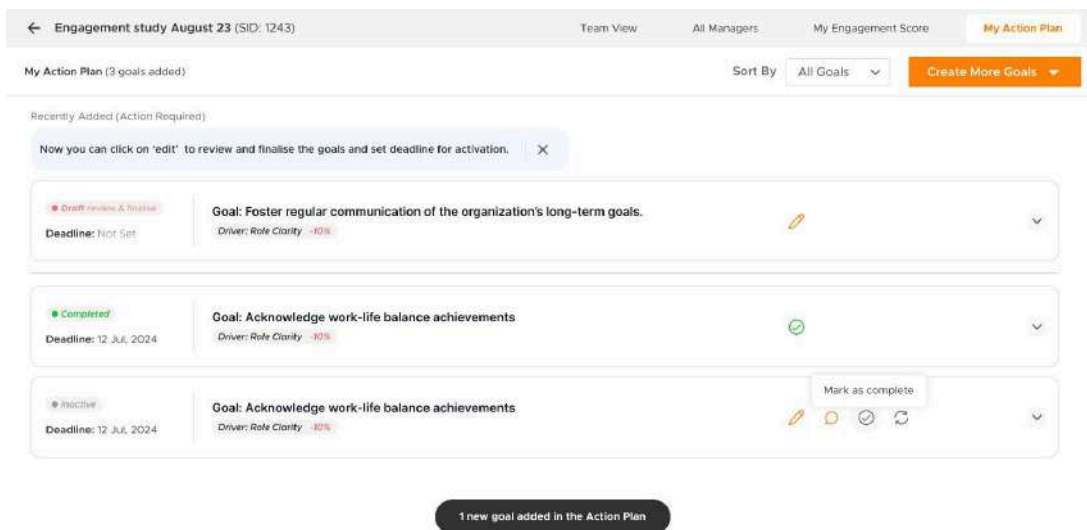 Engagement study August 23 (SID: 1243) Team View All Managers My Engagement Score My Action Plan
My Action Plan (3 goals added) Sort By All Goals Create More Goals
Recently Added (Action Required)
Now you can click on 'edit' to review and finalise the goals and set deadline for activation.
Draft review & finalise
Goal: Foster regular communication of the organization's long-term goals.
Deadline: Not Set
Driver: Role Clarity -10%
Completed
Goal: Acknowledge work-life balance achievements
Deadline: 12 Jul, 2024
Driver: Role Clarity -10%
Mark as complete
Inactive
Goal: Acknowledge work-life balance achievements
Deadline: 12 Jul, 2024
Driver: Role Clarity -10%
1 new goal added in the Action Plan